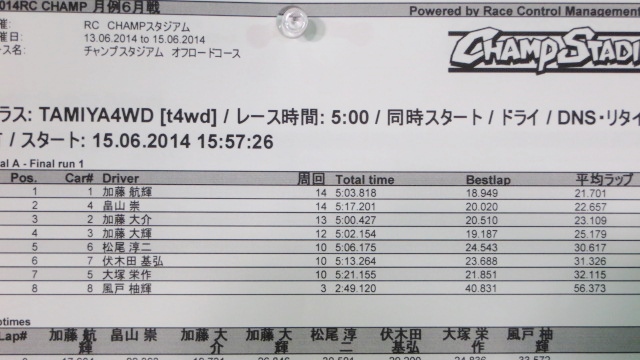 2014RC CHAMP 月例6月戦
Powered by Race Control Management
催: RC CHAMPスタジアム
催日: 13.06.2014 to 15.06.2014
ース名: チャンプスタジアム オフロードコース
CHAMP STADI
ラス: TAMIYA4WD [t4wd] / レース時間: 5:00 / 同時スタート / ドライ / DNS・リタイ
/ スタート: 15.06.2014 15:57:26
al A - Final run 1
Pos. Car# Driver 周回 Total time Bestlap 平均ラップ
1 1 加藤 航輝 14 5:03.818 18.949 21.701
2 4 畠山 崇 14 5:17.201 20.020 22.657
3 2 加藤 大介 13 5:00.427 20.510 23.109
4 3 加藤 大輝 12 5:02.154 19.187 25.179
5 6 松尾 淳二 10 5:06.175 24.543 30.617
6 7 伏木田 基弘 10 5:13.264 23.688 31.326
7 5 大塚 栄作 10 5:21.155 21.851 32.115
8 8 風戸 柚輝 3 2:49.120 40.831 56.373
ptimes
Lap# 加藤 航輝 畠山 崇 加藤 大介 加藤 大輝 松尾 淳二 伏木田 基弘 大塚 栄作 風戸 柚輝